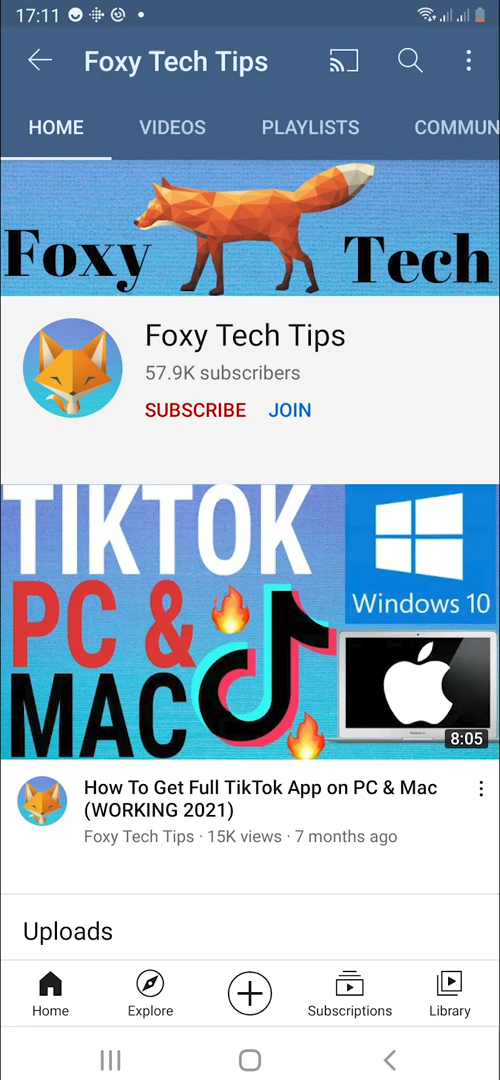 17:11
Foxy Tech Tips
HOME VIDEOS PLAYLISTS COMMUN
Foxy Tech
Foxy Tech Tips
57.9K subscribers
SUBSCRIBE JOIN
TIKTOK
PC &
MAC
Windows 10
8:05
How To Get Full TikTok App on PC & Mac
(WORKING 2021)
Foxy Tech Tips · 15K views · 7 months ago
Uploads
Home Explore Subscriptions Library